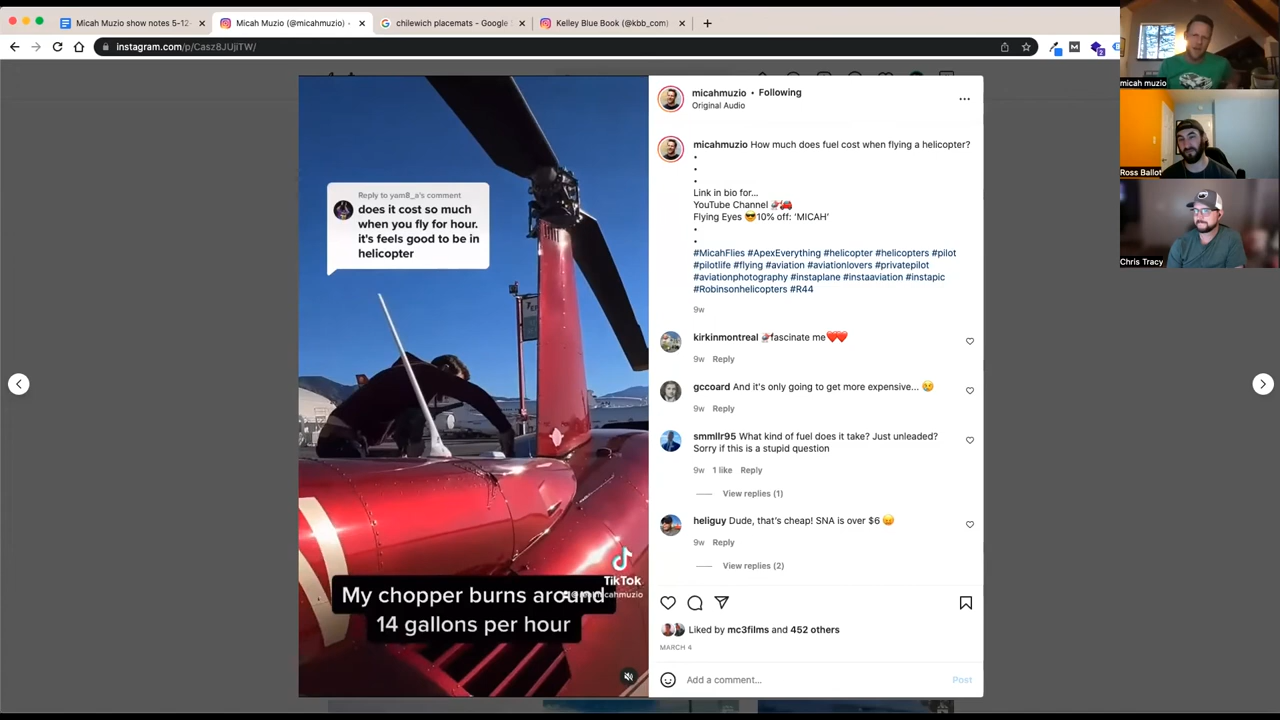 Micah Muzio show notes 5-12-
Micah Muzio (@micahmuzio) •
chilewich placemats - Google S
Kelley Blue Book (@kbb_com)
instagram.com/p/Casz8JUjiTW/
micah muzio
Ross Ballot
Chris Tracy
Reply to yam8_a's comment
does it cost so much
when you fly for hour.
it's feels good to be in
helicopter
TikTok
My chopper burns around
14 gallons per hour
micahmuzio • Following
Original Audio
micahmuzio How much does fuel cost when flying a helicopter?
•
•
•
Link in bio for...
YouTube Channel 🚁🚗
Flying Eyes 😎10% off: 'MICAH'
•
•
#MicahFlies #ApexEverything #helicopter #helicopters #pilot
#pilotlife #flying #aviation #aviationlovers #privatepilot
#aviationphotography #instaplane #instaaviation #instapic
#Robinsonhelicopters #R44
9w
kirkinmontreal 🚁fascinate me❤️❤️
9w Reply
gccoard And it's only going to get more expensive... 😢
9w Reply
smmllr95 What kind of fuel does it take? Just unleaded?
Sorry if this is a stupid question
9w 1 like Reply
View replies (1)
heliguy Dude, that's cheap! SNA is over $6 😖
9w Reply
View replies (2)
Liked by mc3films and 452 others
MARCH 4
Add a comment...
Post